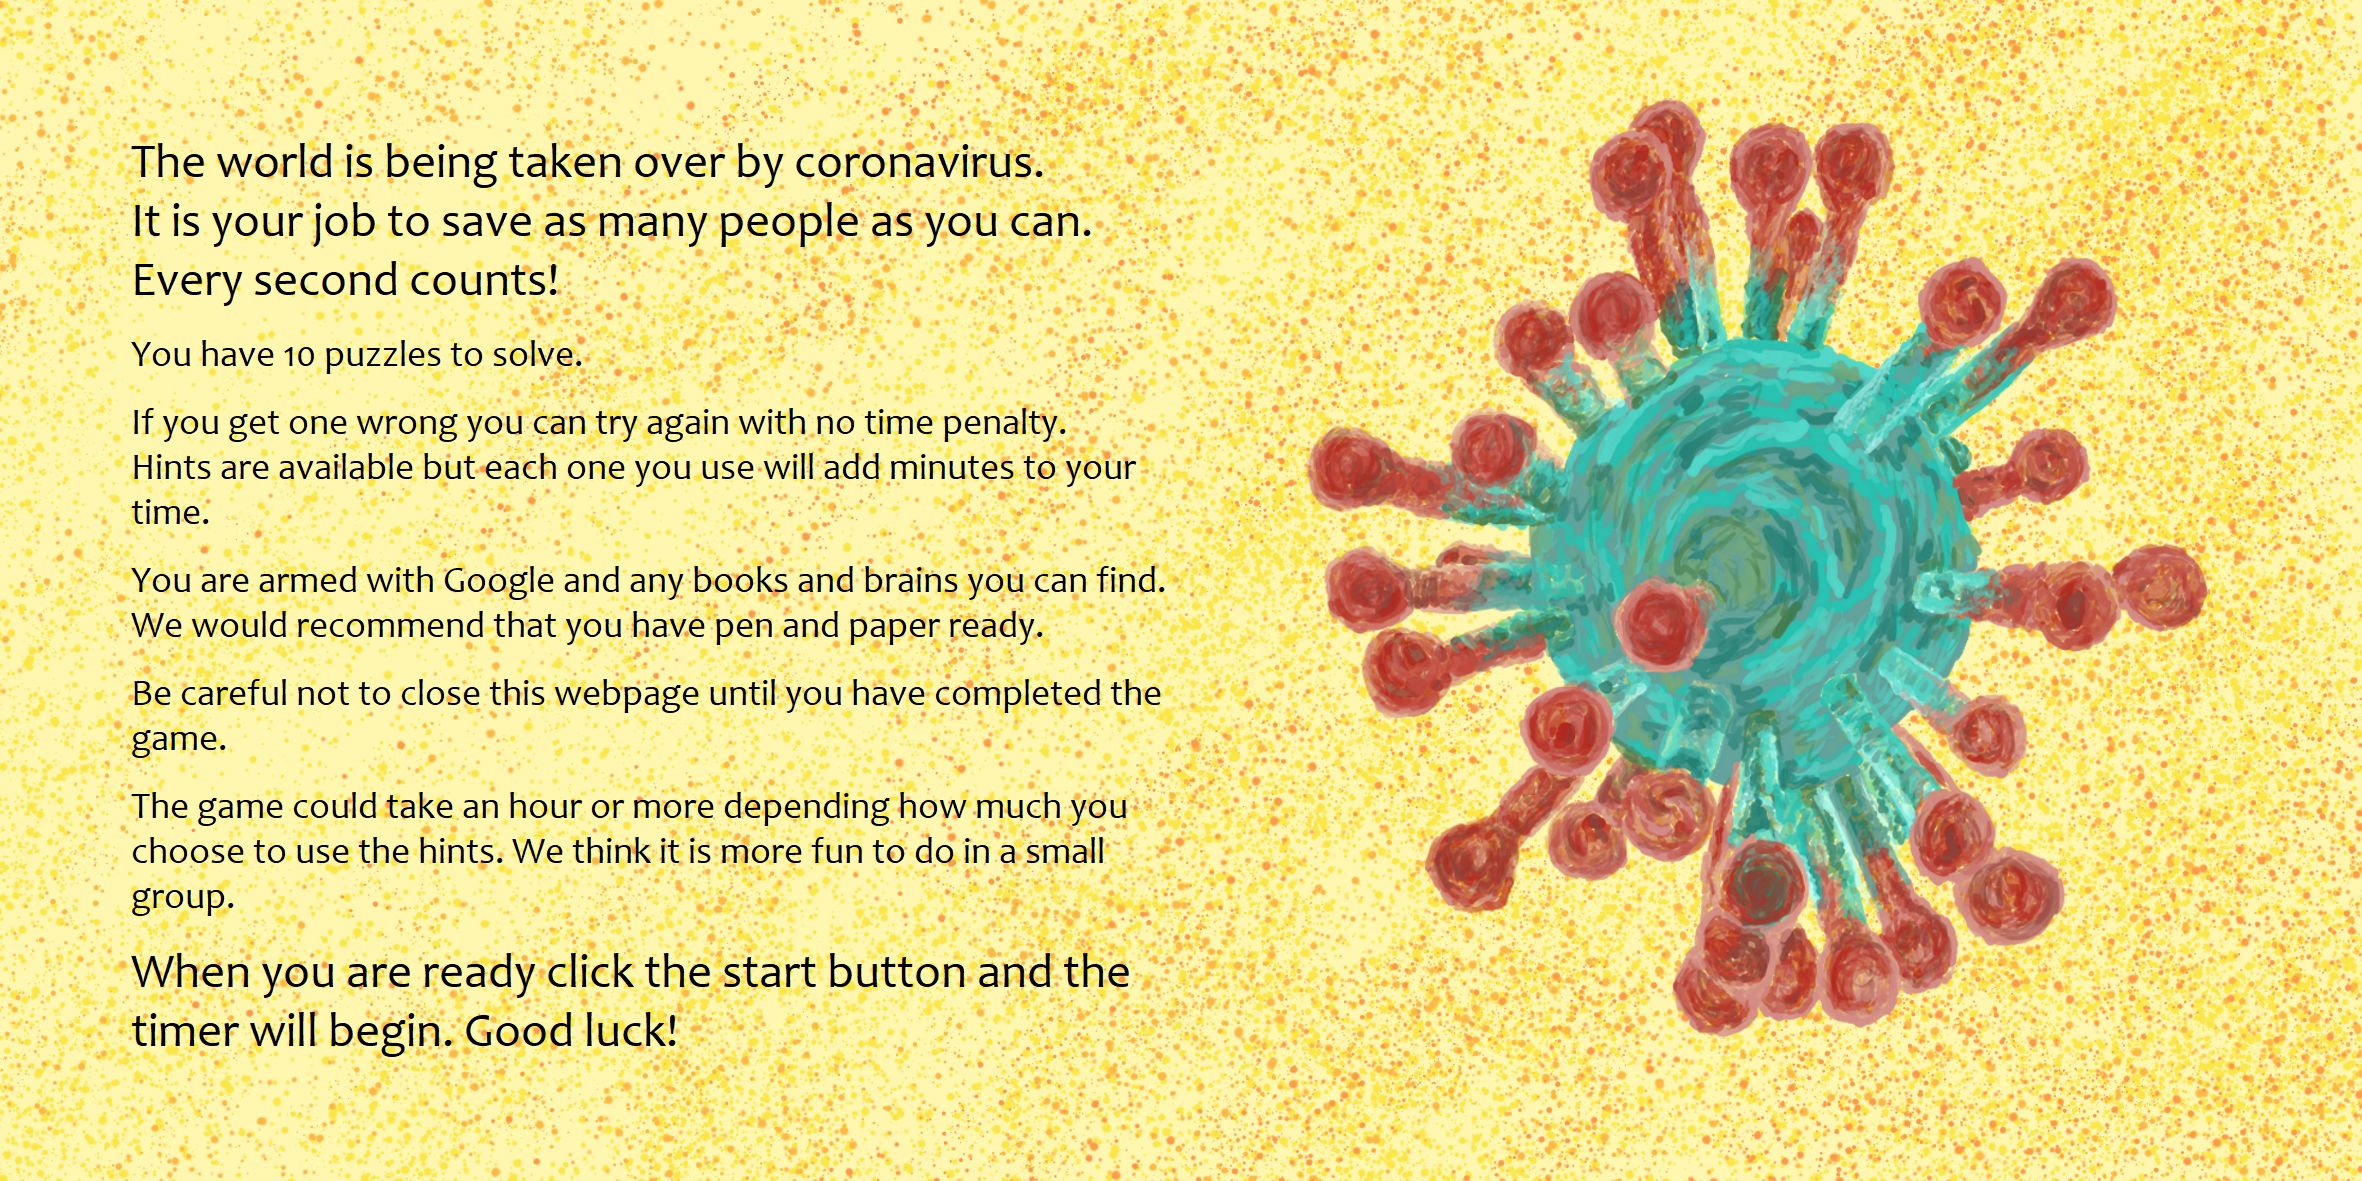 The world is being taken over by coronavirus.
It is your job to save as many people as you can.
Every second counts!
You have 10 puzzles to solve.
If you get one wrong you can try again with no time penalty.
Hints are available but each one you use will add minutes to your
time.
You are armed with Google and any books and brains you can find.
We would recommend that you have pen and paper ready.
Be careful not to close this webpage until you have completed the
game.
The game could take an hour or more depending how much you
choose to use the hints. We think it is more fun to do in a small
group.
When you are ready click the start button and the
timer will begin. Good luck!